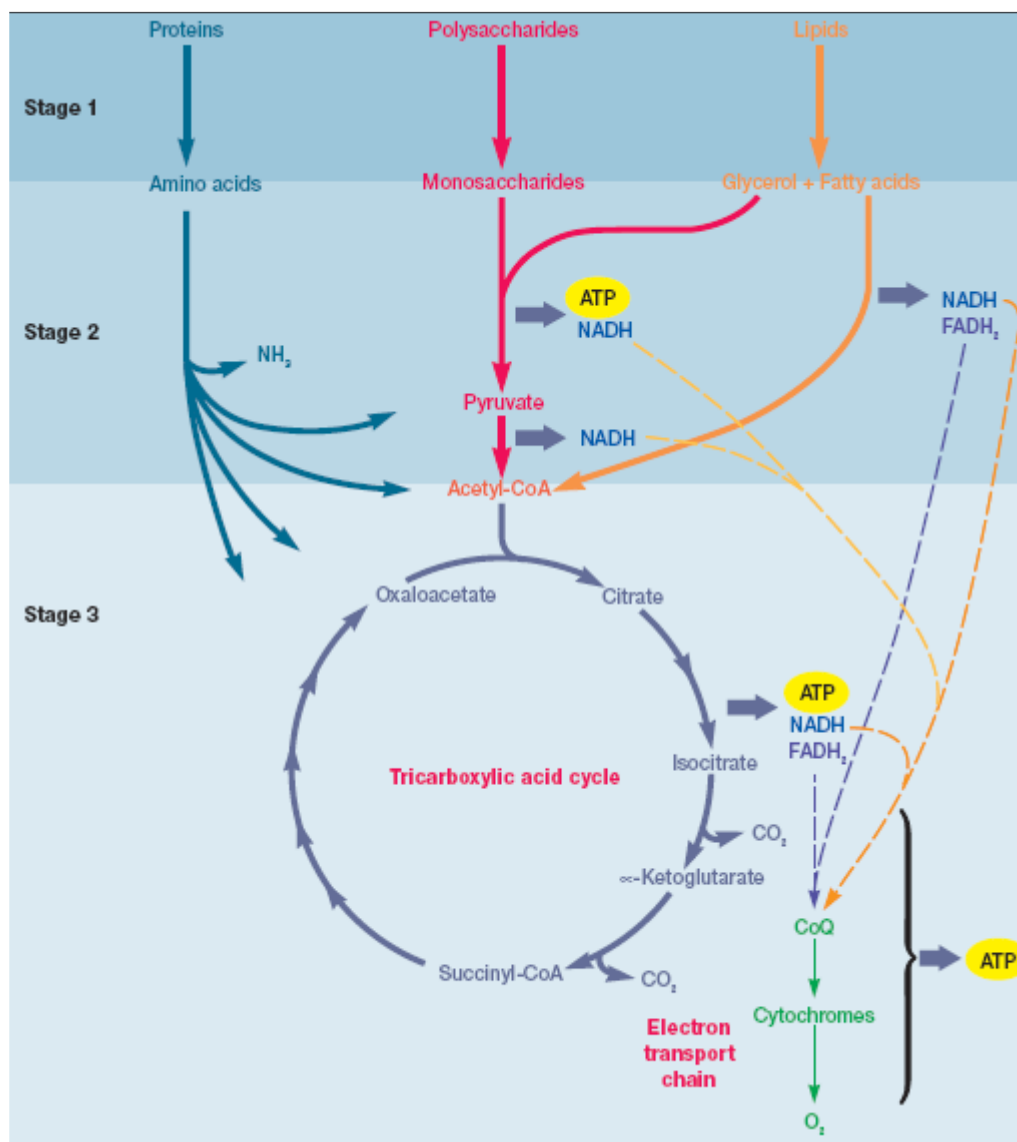 Proteins
Polysaccharides
Lipids
Stage 1
Amino acids
Monosaccharides
Glycerol + Fatty acids
ATP
NADH
NADH
FADH₂
Stage 2
NH₃
Pyruvate
NADH
Acetyl-CoA
Oxaloacetate
Citrate
Stage 3
ATP
NADH
FADH₂
Isocitrate
Tricarboxylic acid cycle
CO₂
∝-Ketoglutarate
CoQ
Succinyl-CoA
CO₂
ATP
Cytochromes
Electron
transport
chain
O₂